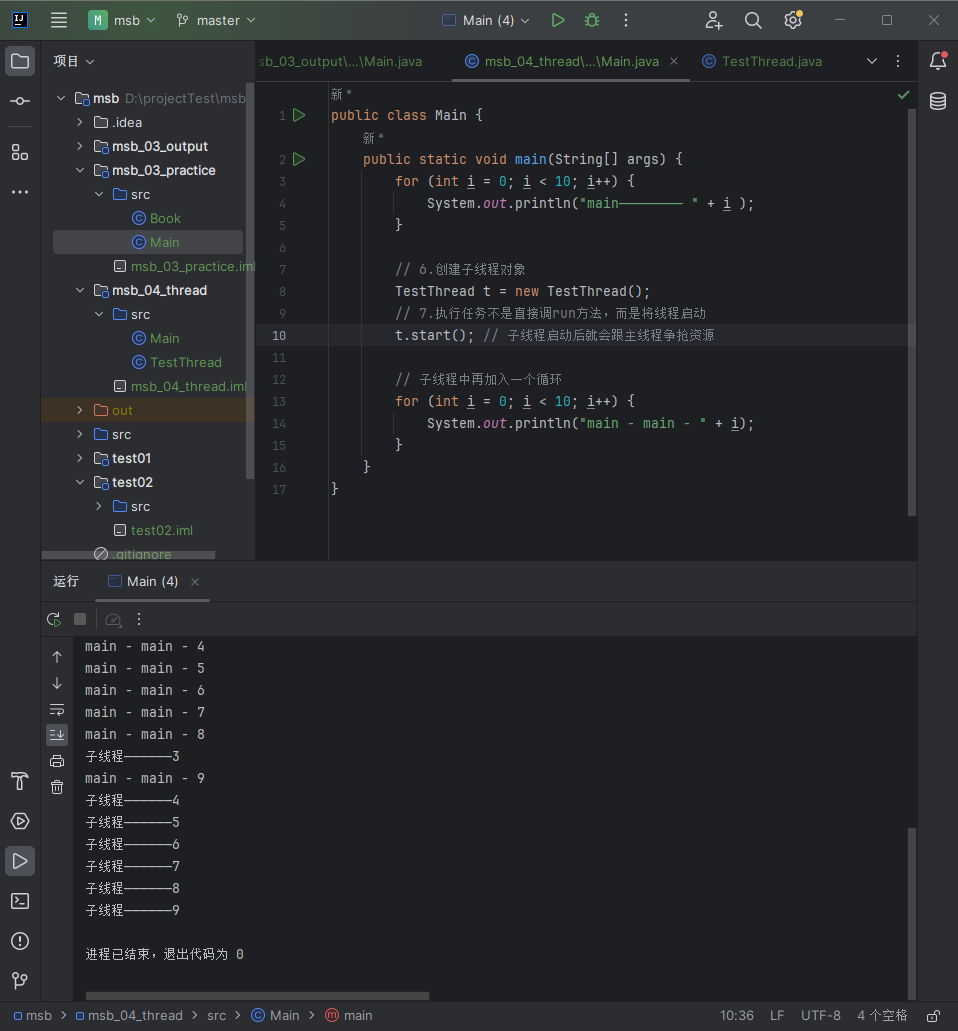 M msb master Main (4)
项目
sb_03_output\...\Main.java msb_04_thread\...\Main.java TestThread.java
msb D:\projectTest\msb
.idea
msb_03_output
msb_03_practice
src
Book
Main
msb_03_practice.iml
msb_04_thread
src
Main
TestThread
msb_04_thread.iml
out
src
test01
test02
src
test02.iml
.gitignore
新 *
1 public class Main {
新 *
2 public static void main(String[] args) {
3 for (int i = 0; i < 10; i++) {
4 System.out.println("main———————— " + i );
5 }
6
7 // 6.创建子线程对象
8 TestThread t = new TestThread();
9 // 7.执行任务不是直接调run方法，而是将线程启动
10 t.start(); // 子线程启动后就会跟主线程争抢资源
11
12 // 子线程中再加入一个循环
13 for (int i = 0; i < 10; i++) {
14 System.out.println("main - main - " + i);
15 }
16 }
17 }
运行 Main (4)
main - main - 4
main - main - 5
main - main - 6
main - main - 7
main - main - 8
子线程——————3
main - main - 9
子线程——————4
子线程——————5
子线程——————6
子线程——————7
子线程——————8
子线程——————9
进程已结束，退出代码为 0
msb > msb_04_thread > src > Main > main 10:36 LF UTF-8 4 个空格